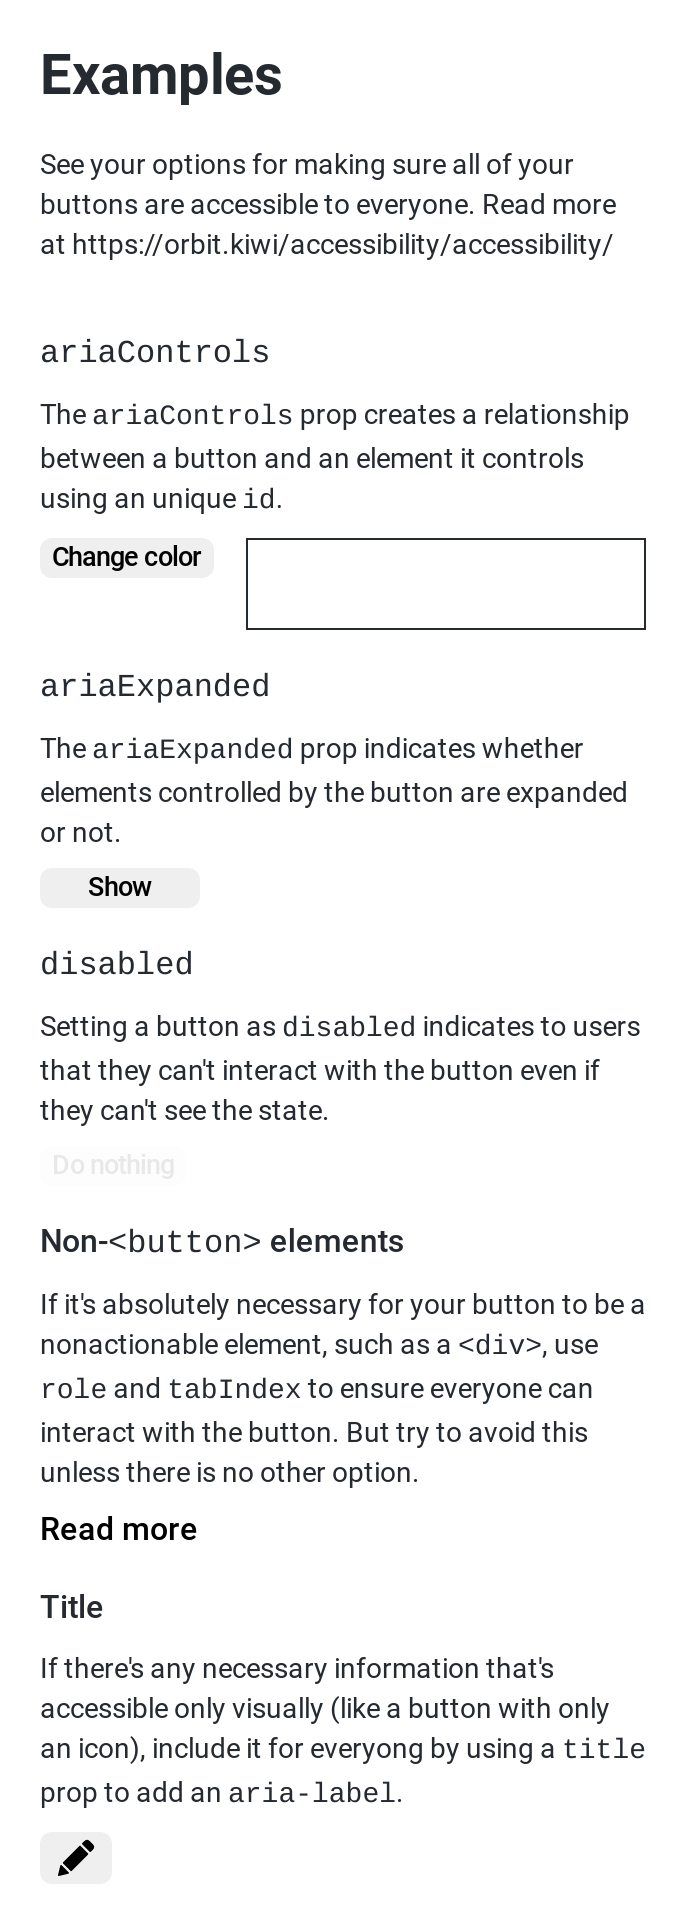 Examples
See your options for making sure all of your
buttons are accessible to everyone. Read more
at https://orbit.kiwi/accessibility/accessibility/
ariaControls
The ariaControls prop creates a relationship
between a button and an element it controls
using an unique id.
Change color
ariaExpanded
The ariaExpanded prop indicates whether
elements controlled by the button are expanded
or not.
Show
disabled
Setting a button as disabled indicates to users
that they can't interact with the button even if
they can't see the state.
Do nothing
Non-<button> elements
If it's absolutely necessary for your button to be a
nonactionable element, such as a <div>, use
role and tabIndex to ensure everyone can
interact with the button. But try to avoid this
unless there is no other option.
Read more
Title
If there's any necessary information that's
accessible only visually (like a button with only
an icon), include it for everyong by using a title
prop to add an aria-label.